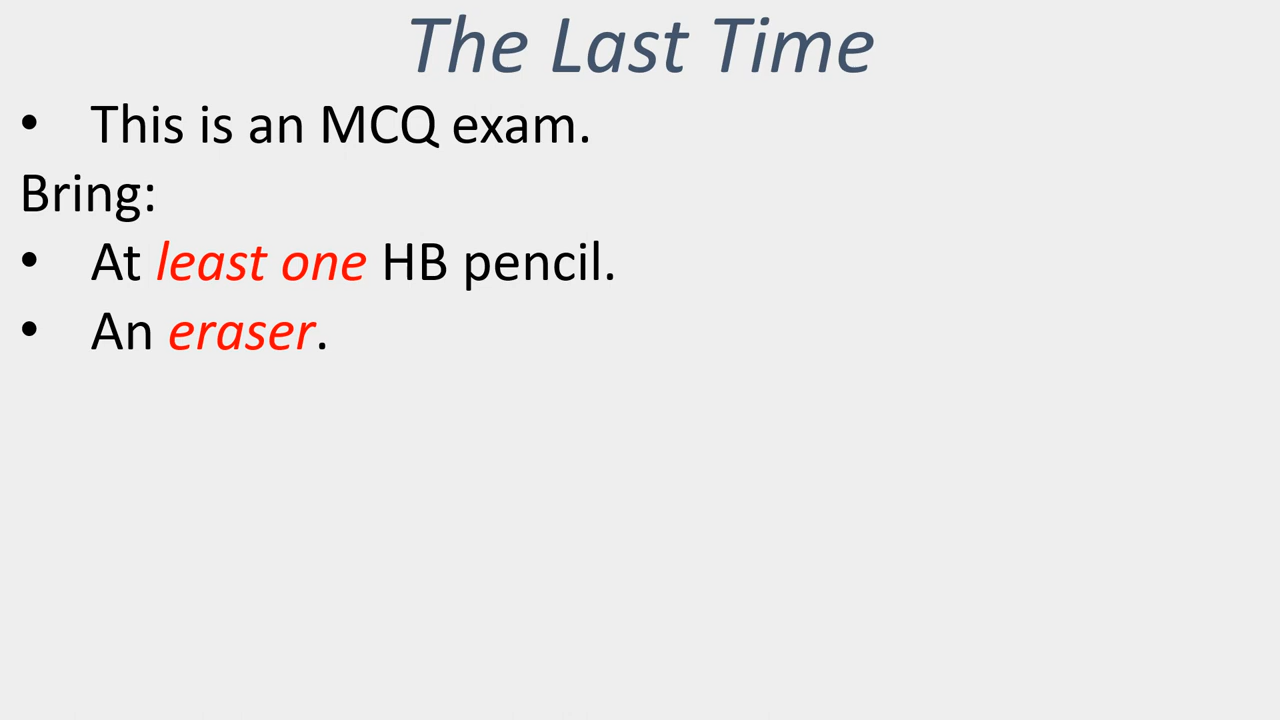 The Last Time
• This is an MCQ exam.
Bring:
• At least one HB pencil.
• An eraser.